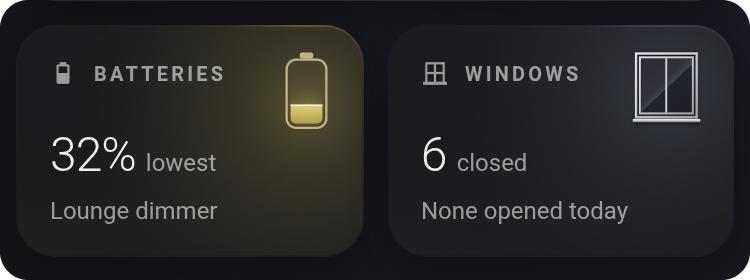 BATTERIES
32% lowest
Lounge dimmer
WINDOWS
6 closed
None opened today